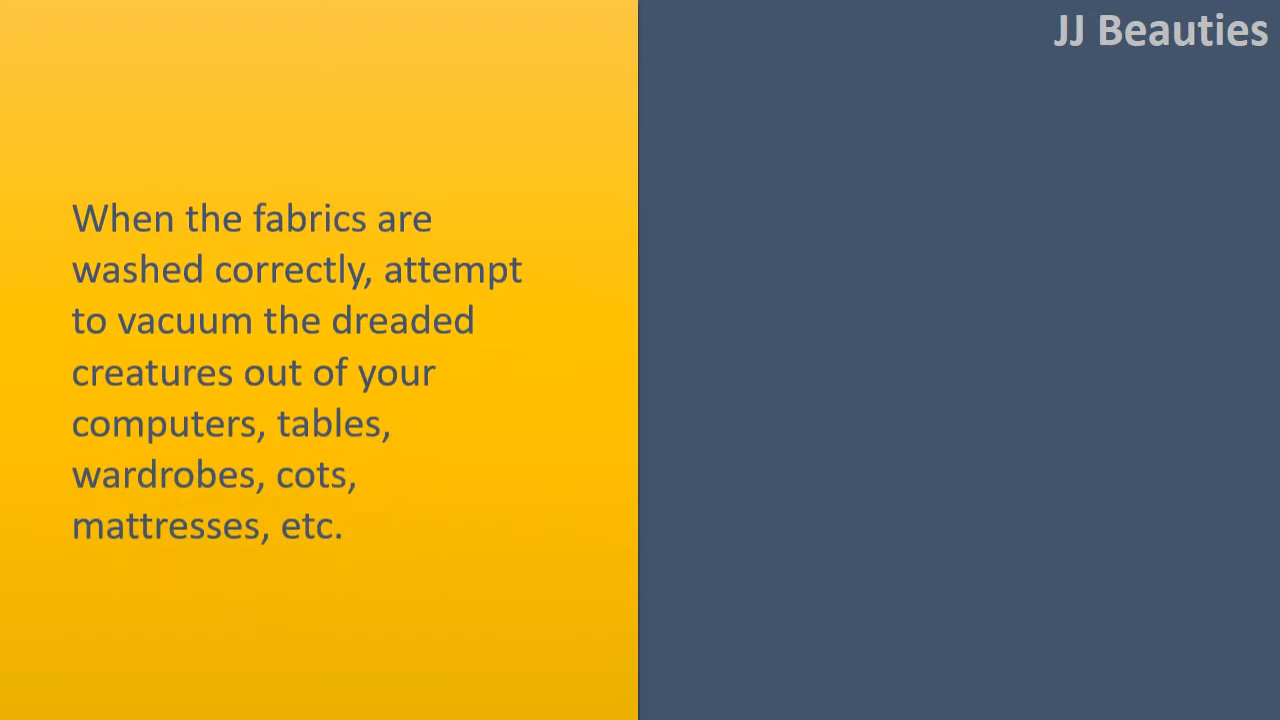 JJ Beauties
When the fabrics are
washed correctly, attempt
to vacuum the dreaded
creatures out of your
computers, tables,
wardrobes, cots,
mattresses, etc.